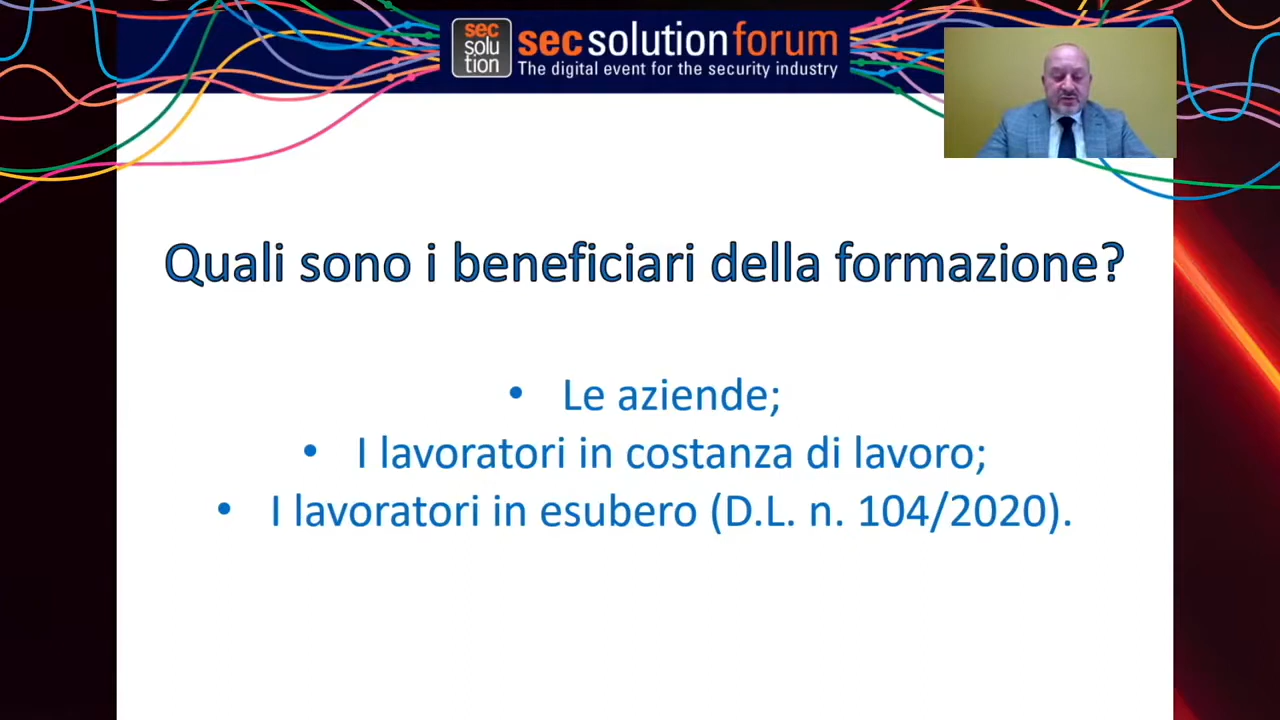 sec
solu
tion
secsolutionforum
The digital event for the security industry
Quali sono i beneficiari della formazione?
• Le aziende;
• I lavoratori in costanza di lavoro;
• I lavoratori in esubero (D.L. n. 104/2020).